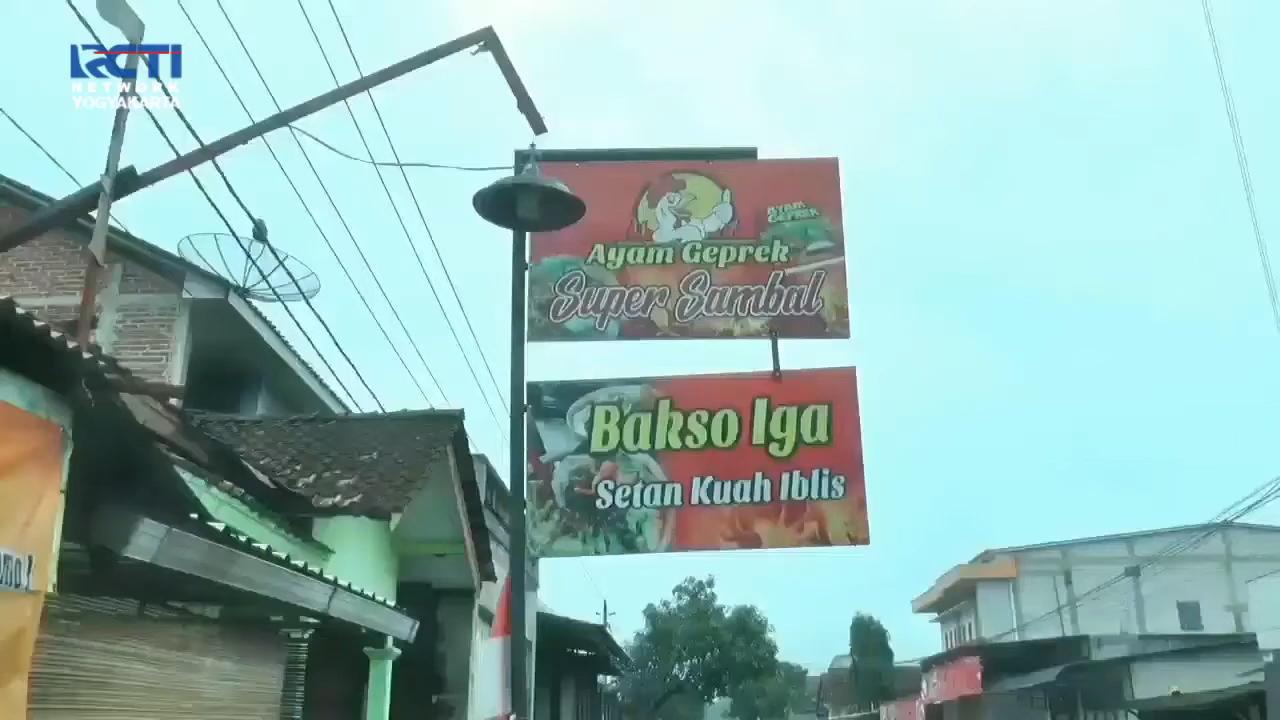 RCTI
NETWORK
YOGYAKARTA
AYAM
GEPREK
Ayam Geprek
Super Sambal
Bakso Iga
Setan Kuah Iblis